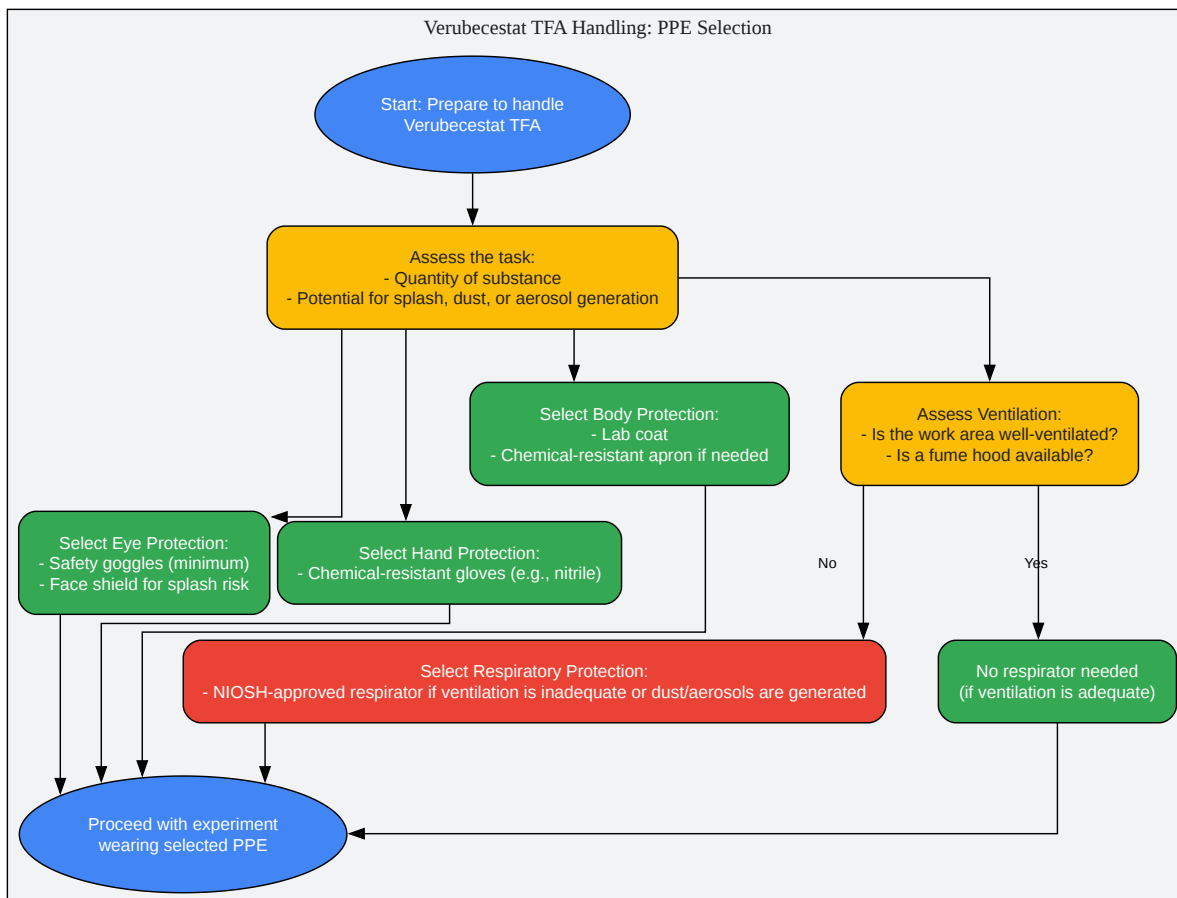 Verubecestat TFA Handling: PPE Selection
Start: Prepare to handle
Verubecestat TFA
Assess the task:
- Quantity of substance
- Potential for splash, dust, or aerosol generation
Select Body Protection:
- Lab coat
- Chemical-resistant apron if needed
Assess Ventilation:
- Is the work area well-ventilated?
- Is a fume hood available?
Select Eye Protection:
- Safety goggles (minimum)
- Face shield for splash risk
Select Hand Protection:
- Chemical-resistant gloves (e.g., nitrile)
No
Yes
Select Respiratory Protection:
- NIOSH-approved respirator if ventilation is inadequate or dust/aerosols are generated
No respirator needed
(if ventilation is adequate)
Proceed with experiment
wearing selected PPE